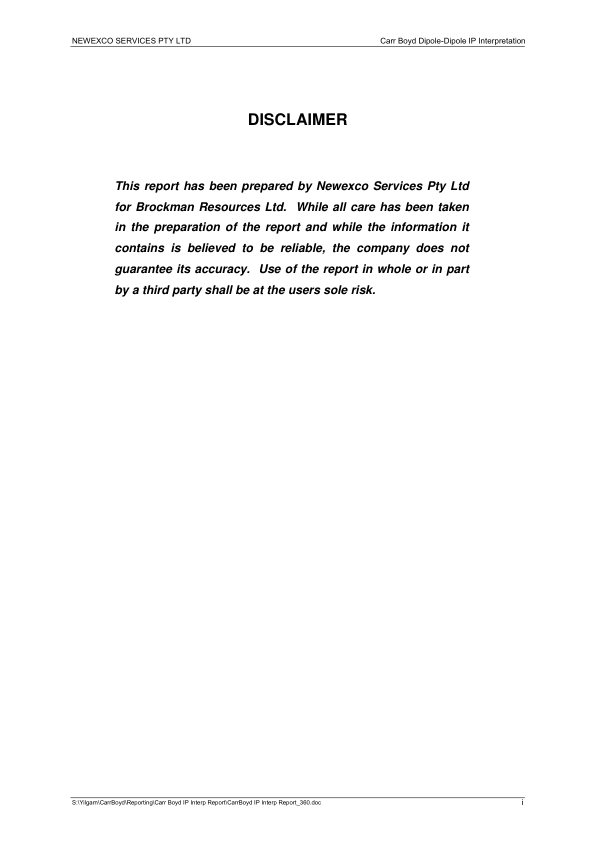 NEWEXCO SERVICES PTY LTD Carr Boyd Dipole-Dipole IP Interpretation
DISCLAIMER
This report has been prepared by Newexco Services Pty Ltd
for Brockman Resources Ltd.  While all care has been taken
in the preparation of the report and while the information it
contains is believed to be reliable, the company does not
guarantee its accuracy.  Use of the report in whole or in part
by a third party shall be at the users sole risk.
S:\Yilgarn\CarrBoyd\Reporting\Carr Boyd IP Interp Report\CarrBoyd IP Interp Report_360.doc i